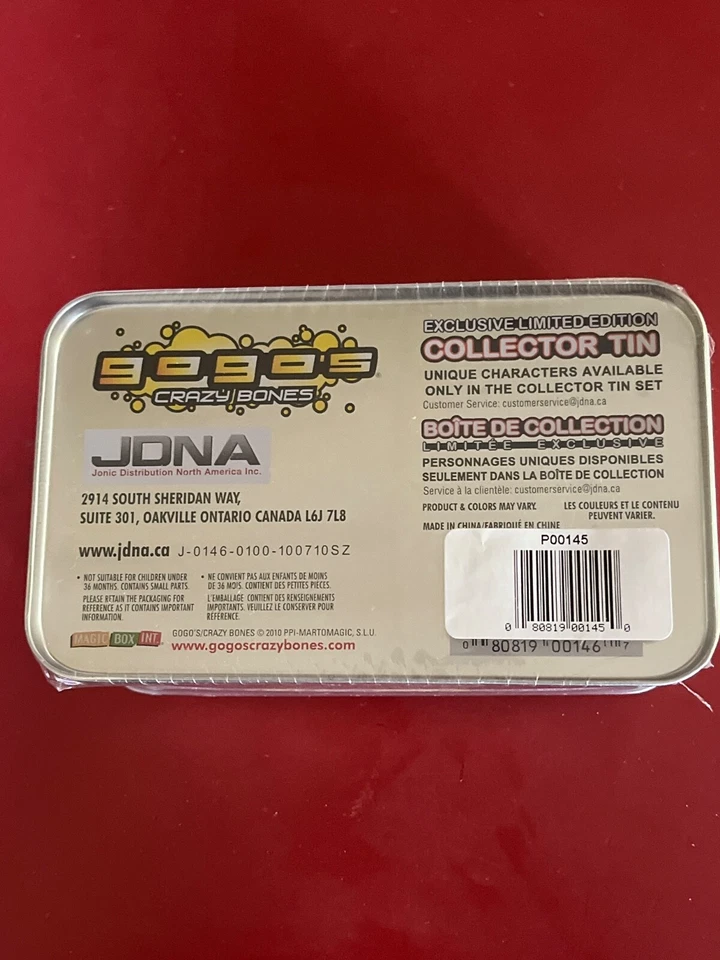 gogos
CRAZY BONES
JDNA
Jonic Distribution North America Inc.
2914 SOUTH SHERIDAN WAY,
SUITE 301, OAKVILLE ONTARIO CANADA L6J 7L8
www.jdna.ca J-0146-0100-100710SZ
• NOT SUITABLE FOR CHILDREN UNDER
36 MONTHS. CONTAINS SMALL PARTS.
PLEASE RETAIN THE PACKAGING FOR
REFERENCE AS IT CONTAINS IMPORTANT
INFORMATION.
• NE CONVIENT PAS AUX ENFANTS DE MOINS
DE 36 MOIS. CONTIENT DES PETITES PIECES.
L'EMBALLAGE CONTIENT DES RENSEIGNEMENTS
IMPORTANTS. VEUILLEZ LE CONSERVER POUR
REFERENCE.
MAGIC BOX INT.
GOGO'S/CRAZY BONES © 2010 PPI-MARTOMAGIC, S.L.U.
www.gogoscrazybones.com
EXCLUSIVE LIMITED EDITION
COLLECTOR TIN
UNIQUE CHARACTERS AVAILABLE
ONLY IN THE COLLECTOR TIN SET
Customer Service: customerservice@jdna.ca
BOÎTE DE COLLECTION
LIMITÉE EXCLUSIVE
PERSONNAGES UNIQUES DISPONIBLES
SEULEMENT DANS LA BOÎTE DE COLLECTION
Service à la clientèle: customerservice@jdna.ca
PRODUCT & COLORS MAY VARY.
LES COULEURS ET LE CONTENU
PEUVENT VARIER.
MADE IN CHINA/FABRIQUÉ EN CHINE
P00145
0 80819 00145 0
0 80819 00146 7